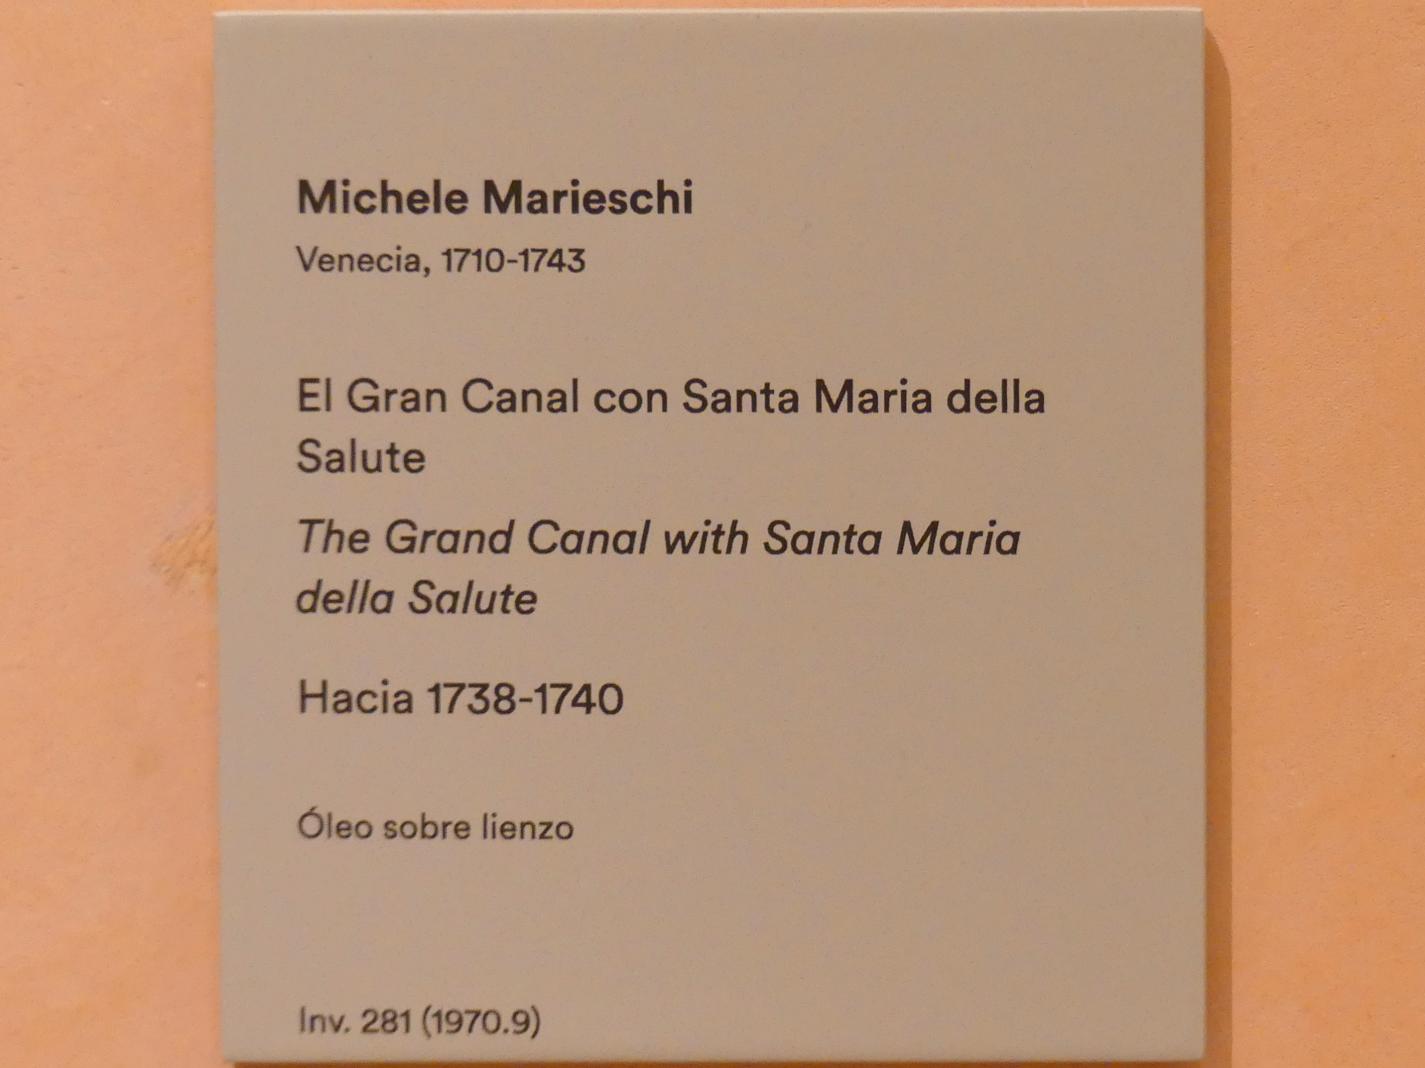 Michele Marieschi
Venecia, 1710-1743
El Gran Canal con Santa Maria della
Salute
The Grand Canal with Santa Maria
della Salute
Hacia 1738-1740
Óleo sobre lienzo
Inv. 281 (1970.9)